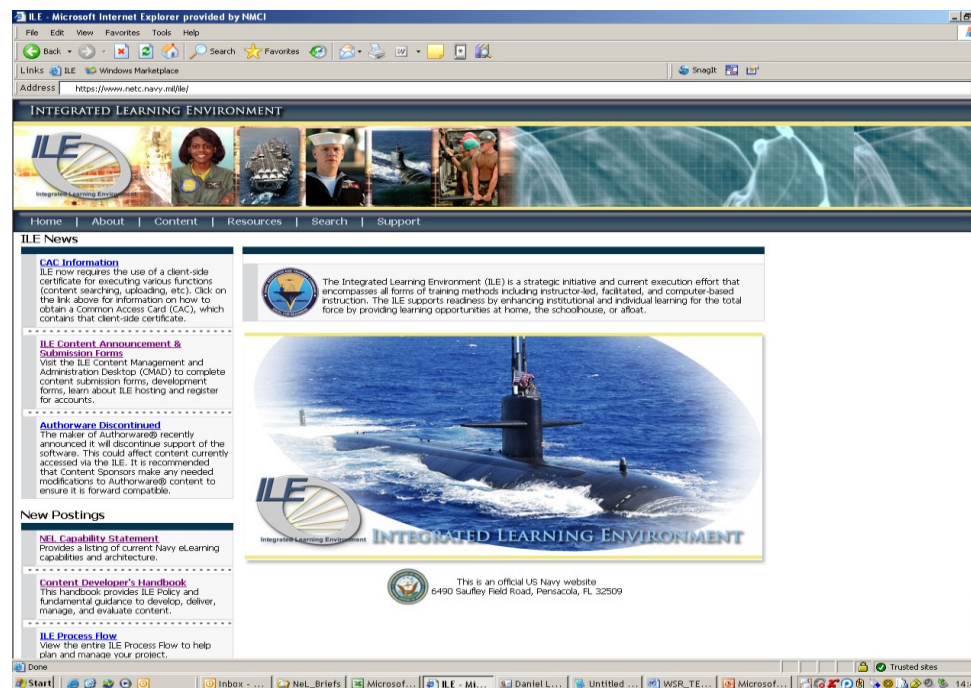 ILE - Microsoft Internet Explorer provided by NMCI
File Edit View Favorites Tools Help
Back Search Favorites
Links ILE Windows Marketplace SnagIt
Address https://www.netc.navy.mil/ile/
INTEGRATED LEARNING ENVIRONMENT
ILE
Integrated Learning Environment
Home | About | Content | Resources | Search | Support
ILE News
CAC Information
ILE now requires the use of a client-side
certificate for executing various functions
(content searching, uploading, etc). Click on
the link above for information on how to
obtain a Common Access Card (CAC), which
contains that client-side certificate.
ILE Content Announcement &
Submission Forms
Visit the ILE Content Management and
Administration Desktop (CMAD) to complete
content submission forms, development
forms, learn about ILE hosting and register
for accounts.
Authorware Discontinued
The maker of Authorware® recently
announced it will discontinue support of the
software. This could affect content currently
accessed via the ILE. It is recommended
that Content Sponsors make any needed
modifications to Authorware® content to
ensure it is forward compatible.
New Postings
NEL Capability Statement
Provides a listing of current Navy eLearning
capabilities and architecture.
Content Developer's Handbook
This handbook provides ILE Policy and
fundamental guidance to develop, deliver,
manage, and evaluate content.
ILE Process Flow
View the entire ILE Process Flow to help
plan and manage your project.
The Integrated Learning Environment (ILE) is a strategic initiative and current execution effort that
encompasses all forms of training methods including instructor-led, facilitated, and computer-based
instruction. The ILE supports readiness by enhancing institutional and individual learning for the total
force by providing learning opportunities at home, the schoolhouse, or afloat.
ILE
Integrated Learning Environment
INTEGRATED LEARNING ENVIRONMENT
This is an official US Navy website
6490 Saufley Field Road, Pensacola, FL 32509
Done Trusted sites
Start Inbox - ... NeL_Briefs Microsof... ILE - Mi... Daniel L... Untitled ... WSR_TE... Microsof...